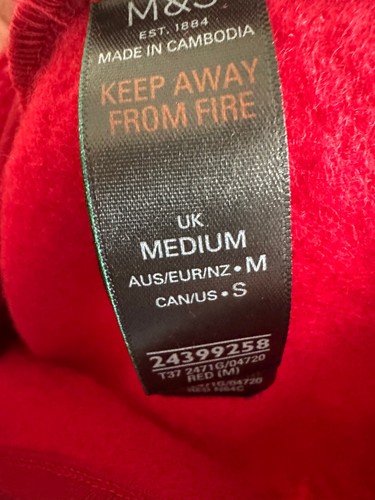 M&S
EST. 1884
MADE IN CAMBODIA
KEEP AWAY
FROM FIRE
UK
MEDIUM
AUS/EUR/NZ • M
CAN/US • S
24399258
T37 2471G/04720
RED (M)